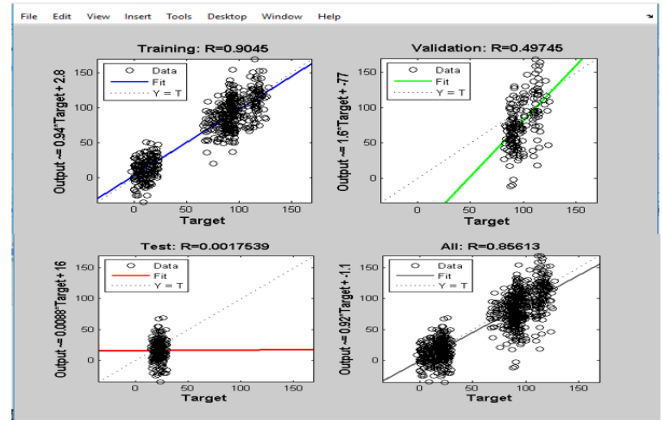 File Edit View Insert Tools Desktop Window Help
Training: R=0.9045
Output ~= 0.94*Target + 2.8
150
100
50
0
Data
Fit
Y = T
0 50 100 150
Target
Validation: R=0.49745
Output ~= 1.6*Target + -77
150
100
50
0
Data
Fit
Y = T
0 50 100 150
Target
Test: R=0.0017539
Output ~= 0.0088*Target + 16
150
100
50
0
Data
Fit
Y = T
0 50 100 150
Target
All: R=0.85613
Output ~= 0.92*Target + -1.1
150
100
50
0
Data
Fit
Y = T
0 50 100 150
Target